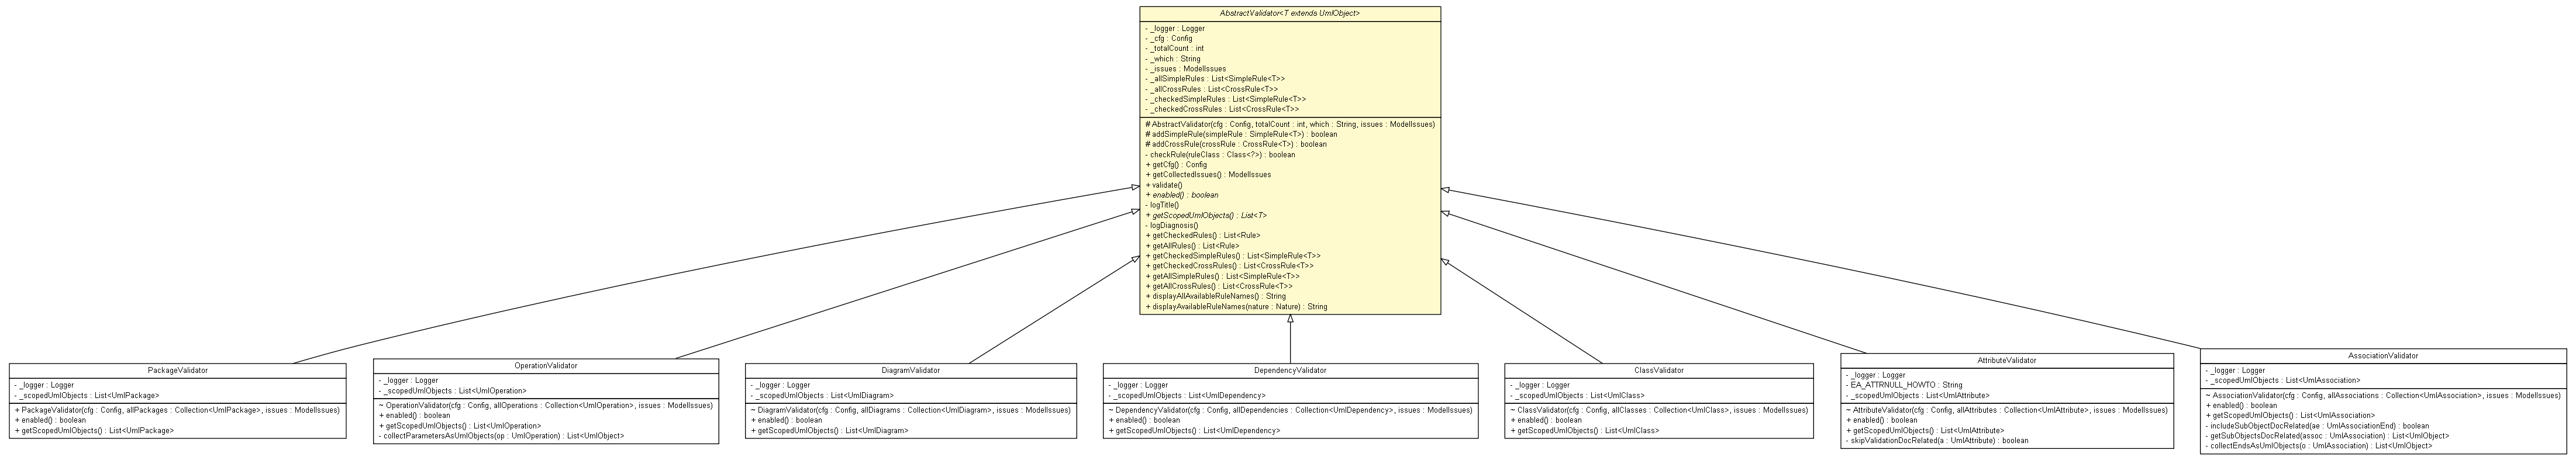 AbstractValidator<T extends UmlObject>
- _logger : Logger
- _cfg : Config
- _totalCount : int
- _which : String
- _issues : ModelIssues
- _allSimpleRules : List<SimpleRule<T>>
- _allCrossRules : List<CrossRule<T>>
- _checkedSimpleRules : List<SimpleRule<T>>
- _checkedCrossRules : List<CrossRule<T>>
# AbstractValidator(cfg : Config, totalCount : int, which : String, issues : ModelIssues)
# addSimpleRule(simpleRule : SimpleRule<T>) : boolean
# addCrossRule(crossRule : CrossRule<T>) : boolean
- checkRule(ruleClass : Class<?>) : boolean
+ getCfg() : Config
+ getCollectedIssues() : ModelIssues
+ validate()
+ enabled() : boolean
- logTitle()
+ getScopedUmlObjects() : List<T>
- logDiagnosis()
+ getCheckedRules() : List<Rule>
+ getAllRules() : List<Rule>
+ getCheckedSimpleRules() : List<SimpleRule<T>>
+ getCheckedCrossRules() : List<CrossRule<T>>
+ getAllSimpleRules() : List<SimpleRule<T>>
+ getAllCrossRules() : List<CrossRule<T>>
+ displayAllAvailableRuleNames() : String
+ displayAvailableRuleNames(nature : Nature) : String
PackageValidator
- _logger : Logger
- _scopedUmlObjects : List<UmlPackage>
+ PackageValidator(cfg : Config, allPackages : Collection<UmlPackage>, issues : ModelIssues)
+ enabled() : boolean
+ getScopedUmlObjects() : List<UmlPackage>
OperationValidator
- _logger : Logger
- _scopedUmlObjects : List<UmlOperation>
~ OperationValidator(cfg : Config, allOperations : Collection<UmlOperation>, issues : ModelIssues)
+ enabled() : boolean
+ getScopedUmlObjects() : List<UmlOperation>
- collectParametersAsUmlObjects(op : UmlOperation) : List<UmlObject>
DiagramValidator
- _logger : Logger
- _scopedUmlObjects : List<UmlDiagram>
~ DiagramValidator(cfg : Config, allDiagrams : Collection<UmlDiagram>, issues : ModelIssues)
+ enabled() : boolean
+ getScopedUmlObjects() : List<UmlDiagram>
DependencyValidator
- _logger : Logger
- _scopedUmlObjects : List<UmlDependency>
~ DependencyValidator(cfg : Config, allDependencies : Collection<UmlDependency>, issues : ModelIssues)
+ enabled() : boolean
+ getScopedUmlObjects() : List<UmlDependency>
ClassValidator
- _logger : Logger
- _scopedUmlObjects : List<UmlClass>
~ ClassValidator(cfg : Config, allClasses : Collection<UmlClass>, issues : ModelIssues)
+ enabled() : boolean
+ getScopedUmlObjects() : List<UmlClass>
AttributeValidator
- _logger : Logger
- EA_ATTRNULL_HOWTO : String
- _scopedUmlObjects : List<UmlAttribute>
~ AttributeValidator(cfg : Config, allAttributes : Collection<UmlAttribute>, issues : ModelIssues)
+ enabled() : boolean
+ getScopedUmlObjects() : List<UmlAttribute>
- skipValidationDocRelated(a : UmlAttribute) : boolean
AssociationValidator
- _logger : Logger
- _scopedUmlObjects : List<UmlAssociation>
~ AssociationValidator(cfg : Config, allAssociations : Collection<UmlAssociation>, issues : ModelIssues)
+ enabled() : boolean
+ getScopedUmlObjects() : List<UmlAssociation>
- includeSubObjectDocRelated(ae : UmlAssociationEnd) : boolean
- getSubObjectsDocRelated(assoc : UmlAssociation) : List<UmlObject>
- collectEndsAsUmlObjects(o : UmlAssociation) : List<UmlObject>